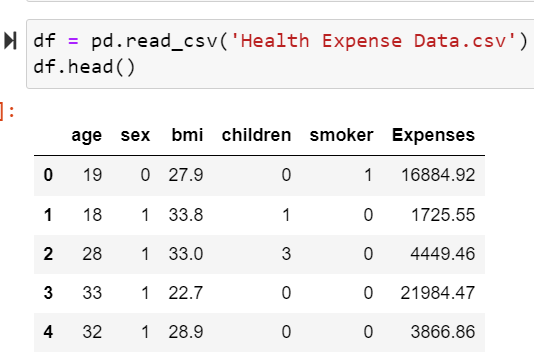 df = pd.read_csv('Health Expense Data.csv')
df.head()
]:
age sex bmi children smoker Expenses
0 19 0 27.9 0 1 16884.92
1 18 1 33.8 1 0 1725.55
2 28 1 33.0 3 0 4449.46
3 33 1 22.7 0 0 21984.47
4 32 1 28.9 0 0 3866.86